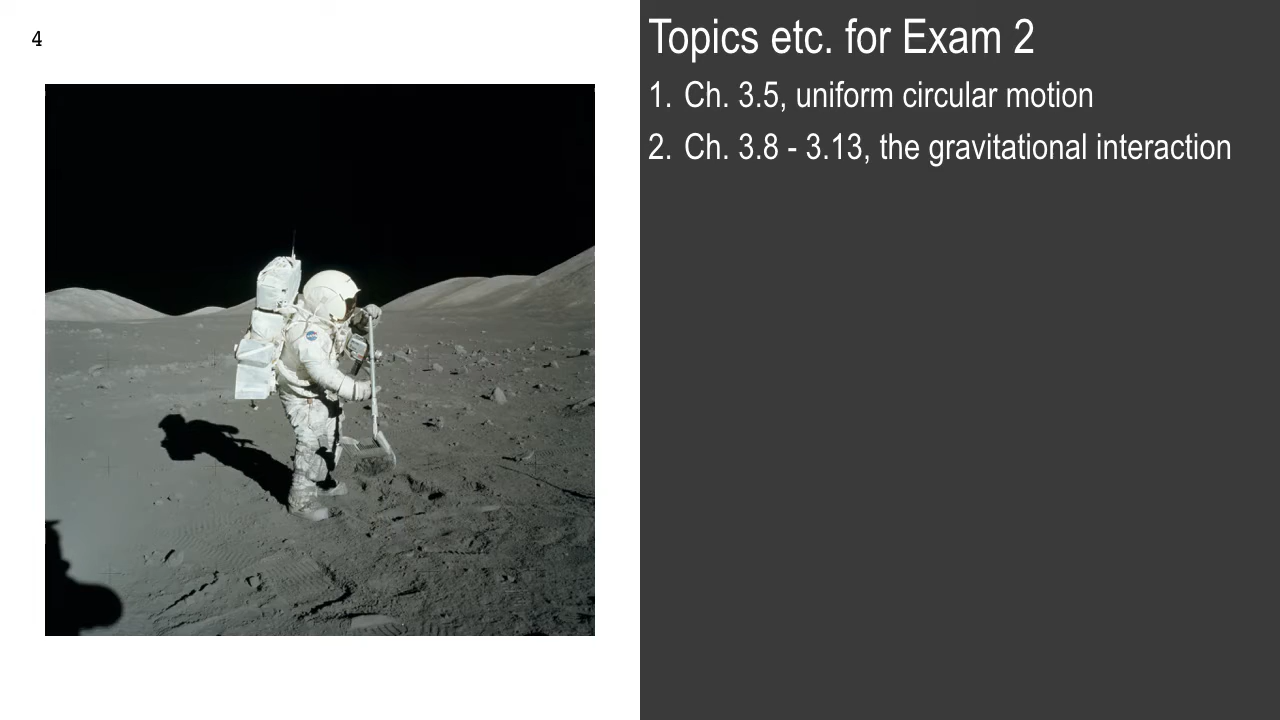 4
Topics etc. for Exam 2
1. Ch. 3.5, uniform circular motion
2. Ch. 3.8 - 3.13, the gravitational interaction